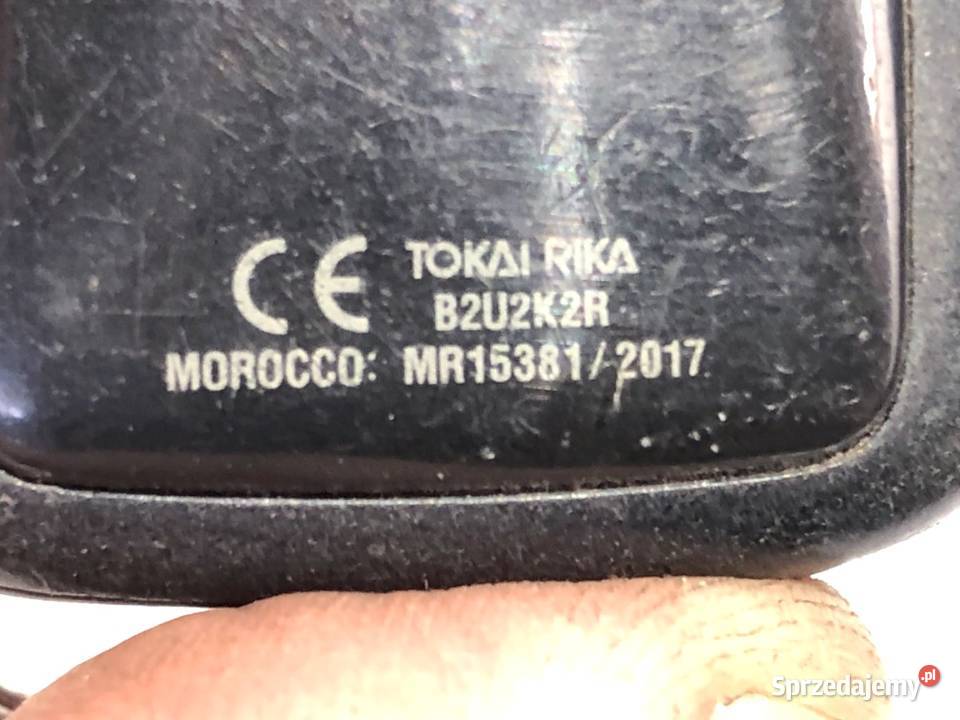 CE TOKAI RIKA
B2U2K2R
MOROCCO: MR15381/2017
Sprzedajemy.pl